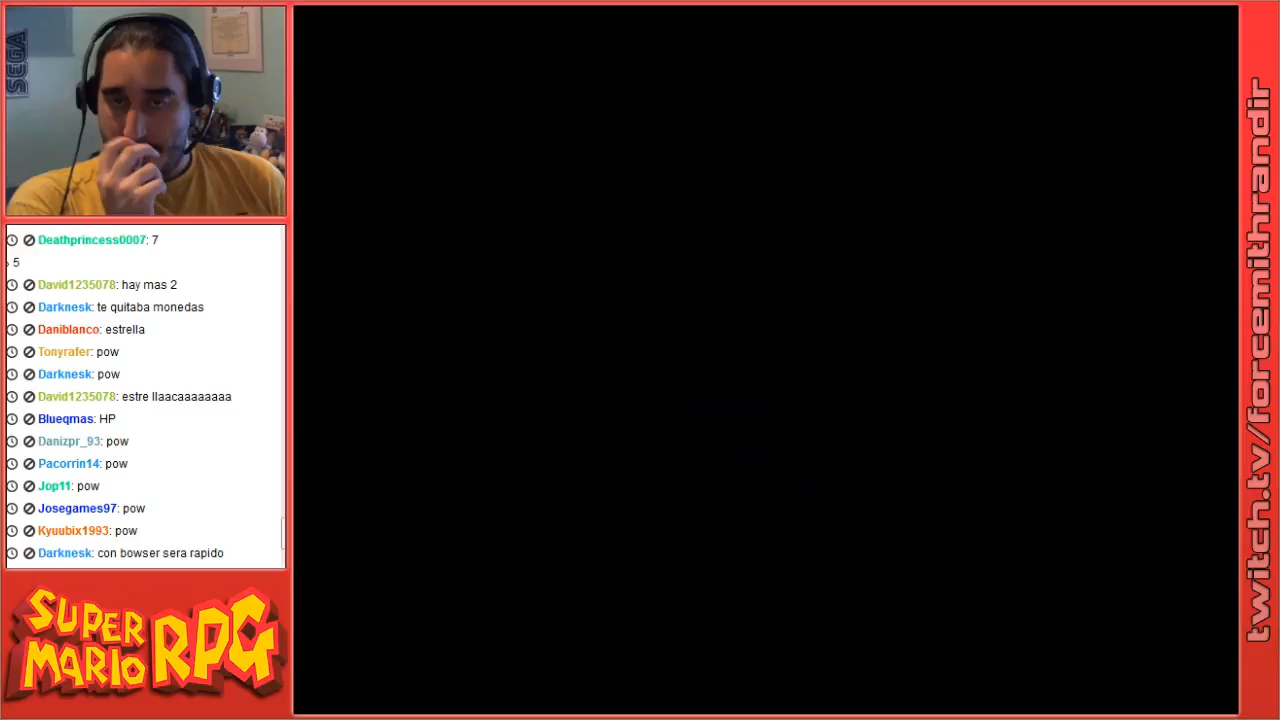 SEGA
Deathprincess0007: 7
5
David1235078: hay mas 2
Darknesk: te quitaba monedas
Daniblanco: estrella
Tonyrafer: pow
Darknesk: pow
David1235078: estre llaacaaaaaaa
Blueqmas: HP
Danizpr_93: pow
Pacorrin14: pow
Jop11: pow
Josegames97: pow
Kyuubix1993: pow
Darknesk: con bowser sera rapido
SUPER
MARIO
RPG
twitch.tv/forcemithrandir